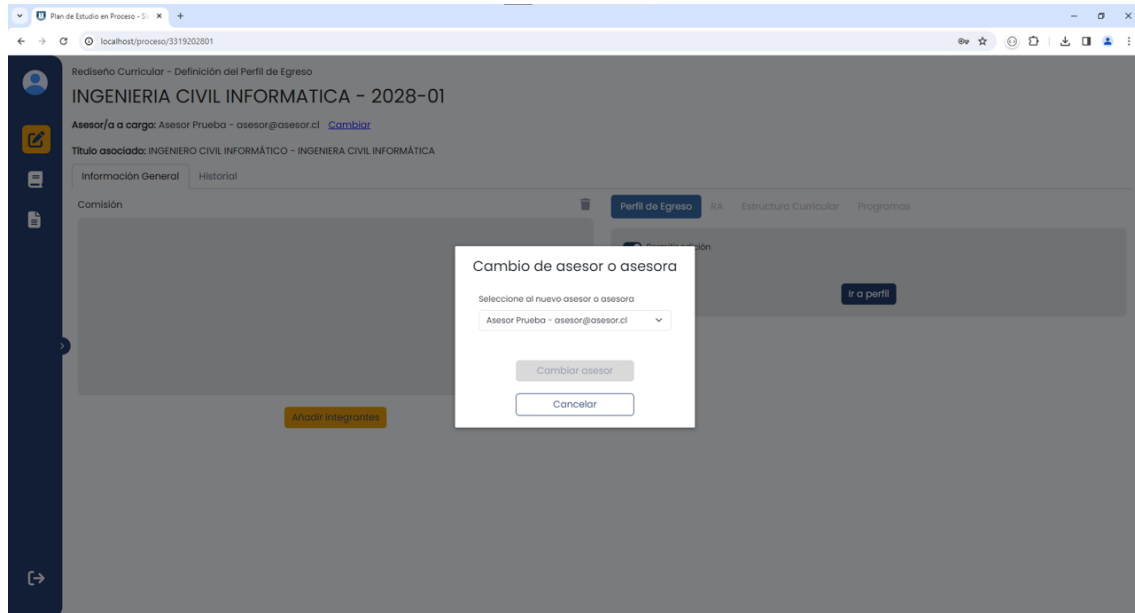 Plan de Estudio en Proceso - Si
localhost/proceso/3319202801
Rediseño Curricular - Definición del Perfil de Egreso
INGENIERIA CIVIL INFORMATICA - 2028-01
Asesor/a a cargo: Asesor Prueba - asesor@asesor.cl Cambiar
Título asociado: INGENIERO CIVIL INFORMÁTICO - INGENIERA CIVIL INFORMÁTICA
Información General Historial
Comisión
Perfil de Egreso RA Estructura Curricular Programas
Ir a perfil
Añadir integrantes
Cambio de asesor o asesora
Seleccione al nuevo asesor o asesora
Asesor Prueba - asesor@asesor.cl
Cambiar asesor
Cancelar